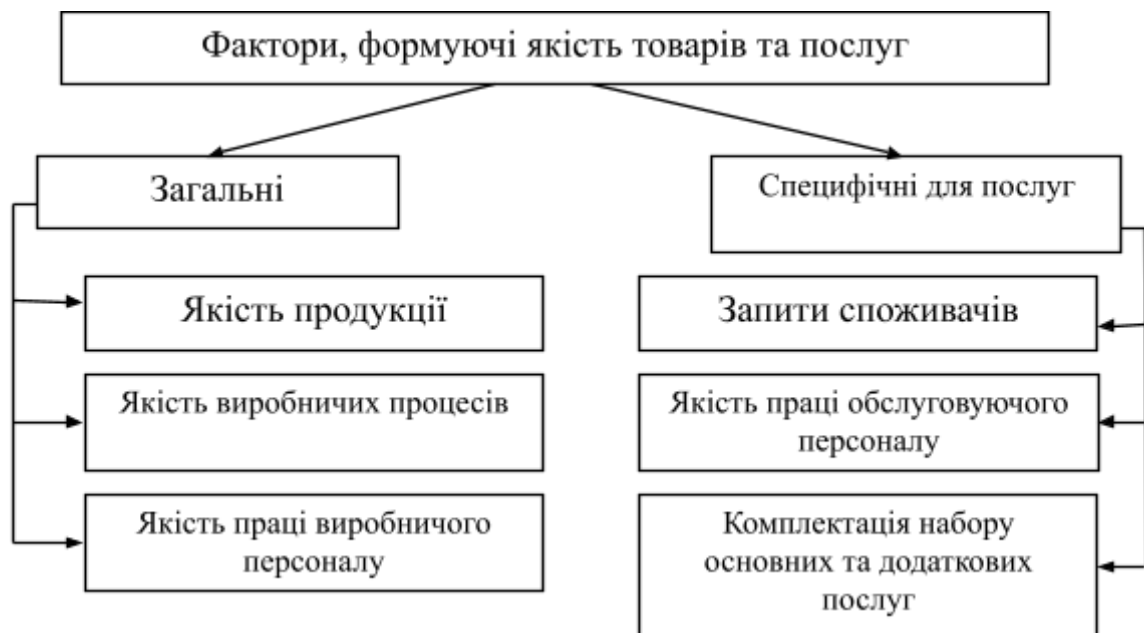 Фактори, формуючі якість товарів та послуг
Загальні
Специфічні для послуг
Якість продукції
Запити споживачів
Якість виробничих процесів
Якість праці обслуговуючого
персоналу
Якість праці виробничого
персоналу
Комплектація набору
основних та додаткових
послуг